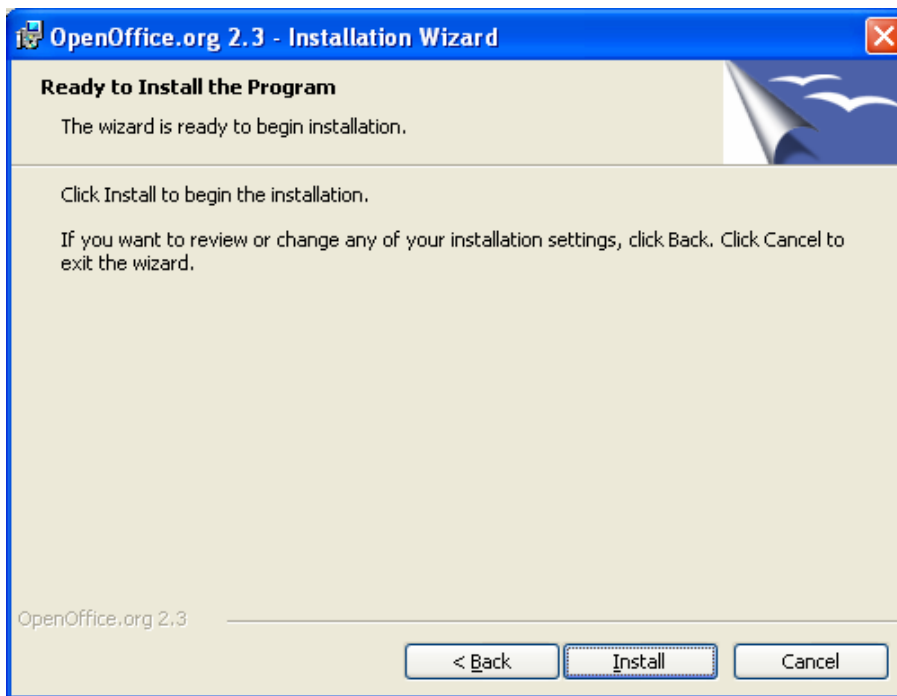 OpenOffice.org 2.3 - Installation Wizard
Ready to Install the Program
The wizard is ready to begin installation.
Click Install to begin the installation.
If you want to review or change any of your installation settings, click Back. Click Cancel to
exit the wizard.
OpenOffice.org 2.3
< Back Install Cancel